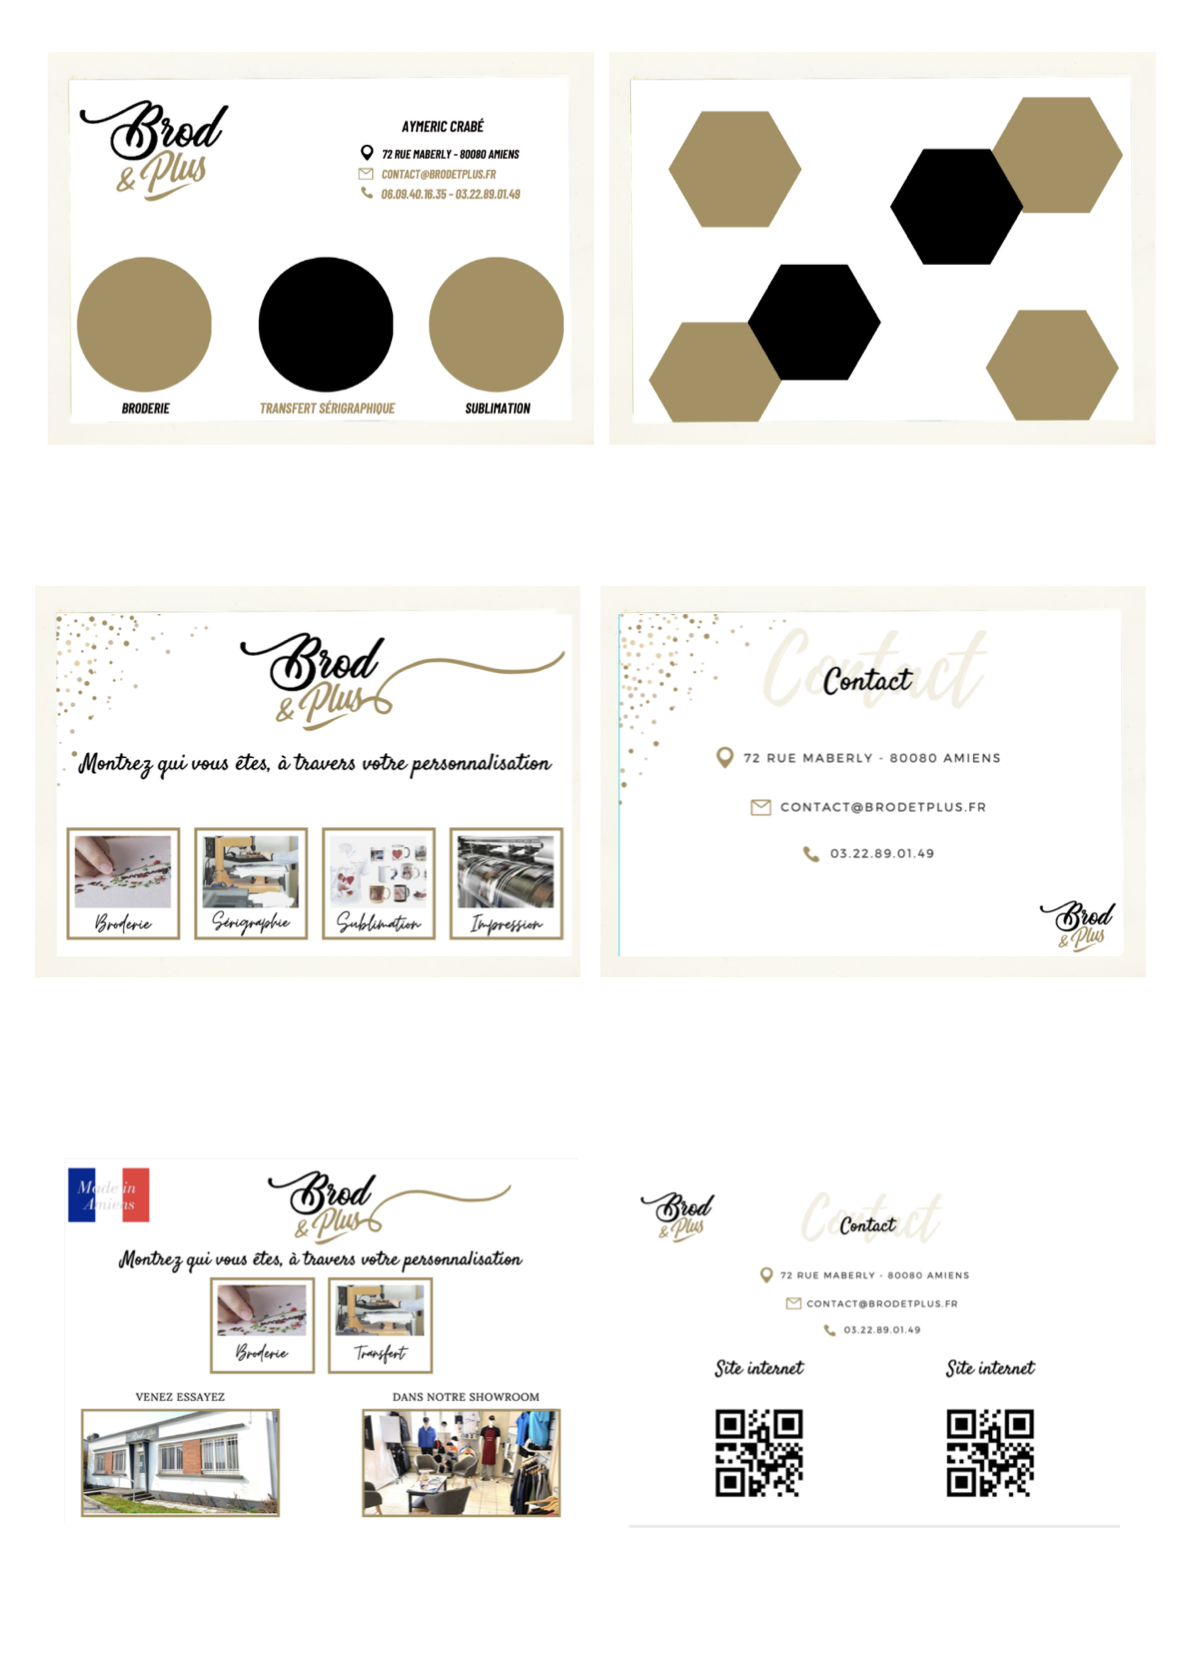 Brod
& Plus
AYMERIC CRABÉ
72 RUE MABERLY - 80080 AMIENS
CONTACT@BRODETPLUS.FR
06.09.40.16.35 - 03.22.89.01.49
BRODERIE
TRANSFERT SÉRIGRAPHIQUE
SUBLIMATION
Brod
& Plus
Montrez qui vous êtes, à travers votre personnalisation
Broderie
Sérigraphie
Sublimation
Impression
Contact
Contact
72 RUE MABERLY - 80080 AMIENS
CONTACT@BRODETPLUS.FR
03.22.89.01.49
Brod
& Plus
Made in
Amiens
Brod
& Plus
Montrez qui vous êtes, à travers votre personnalisation
Broderie
Transfert
VENEZ ESSAYEZ
DANS NOTRE SHOWROOM
Brod
& Plus
Contact
Contact
72 RUE MABERLY - 80080 AMIENS
CONTACT@BRODETPLUS.FR
03.22.89.01.49
Site internet
Site internet